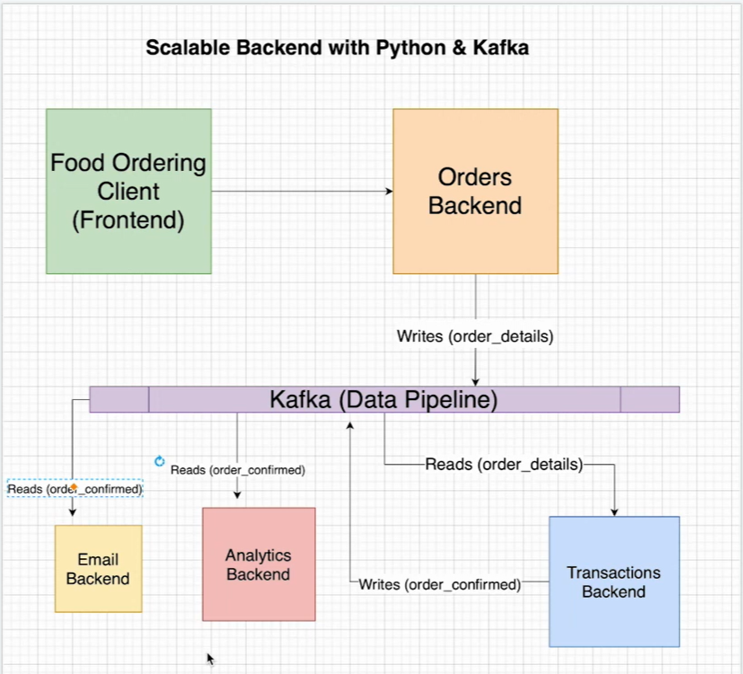 Scalable Backend with Python & Kafka
Food Ordering
Client
(Frontend)
Orders
Backend
Writes (order_details)
Kafka (Data Pipeline)
Reads (order_confirmed)
Reads (order_details)
Reads (order_confirmed)
Email
Backend
Analytics
Backend
Writes (order_confirmed)
Transactions
Backend